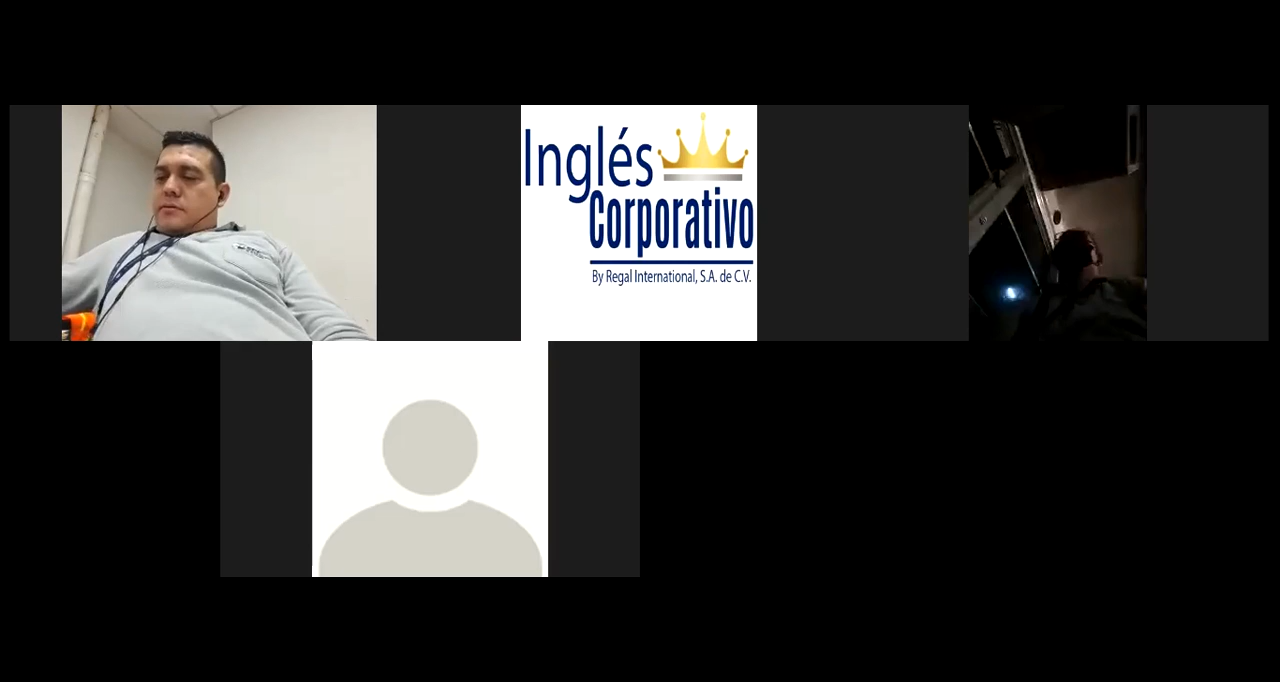 Inglés
Corporativo
By Regal International, S.A. de C.V.